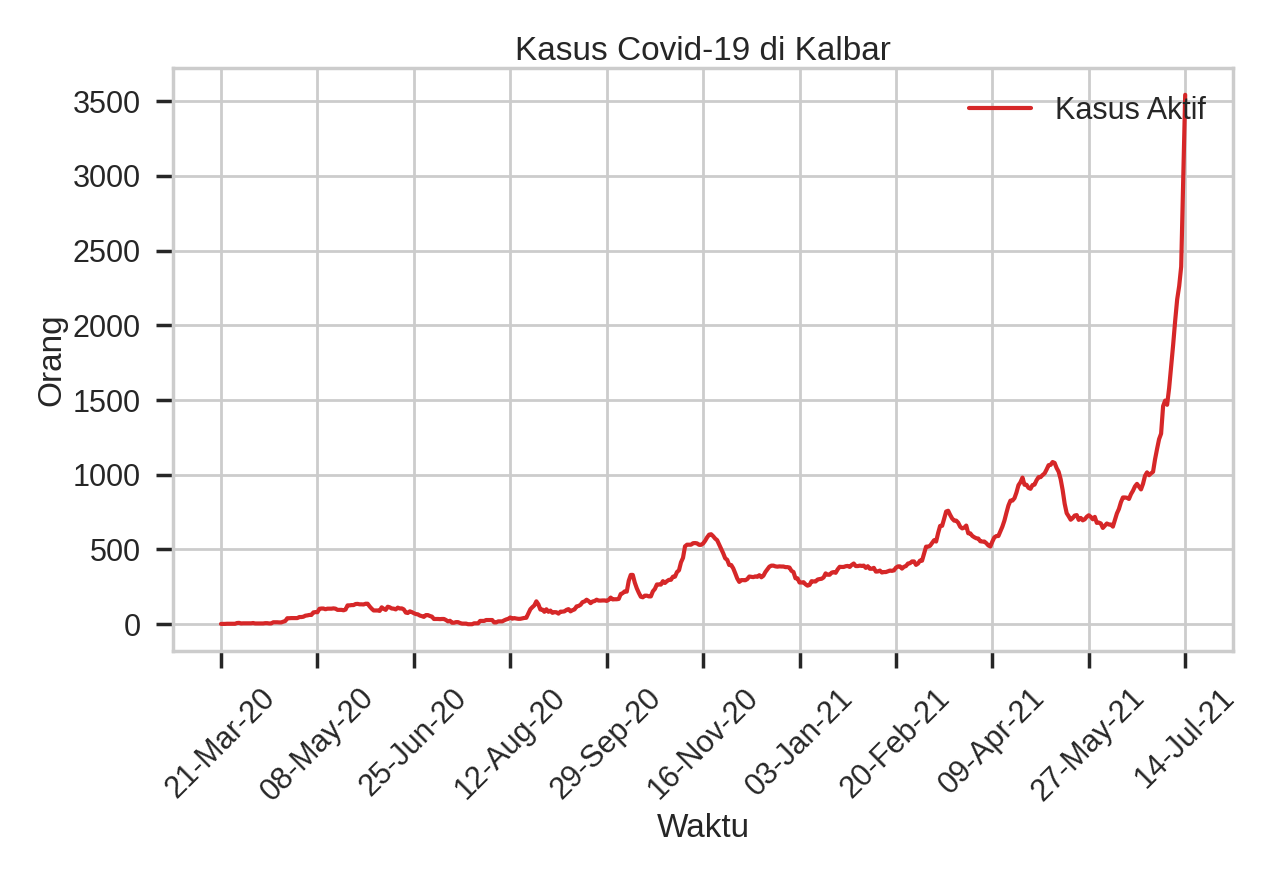 Kasus Covid-19 di Kalbar
Kasus Aktif
Orang
3500
3000
2500
2000
1500
1000
500
0
21-Mar-20
08-May-20
25-Jun-20
12-Aug-20
29-Sep-20
16-Nov-20
03-Jan-21
20-Feb-21
09-Apr-21
27-May-21
14-Jul-21
Waktu